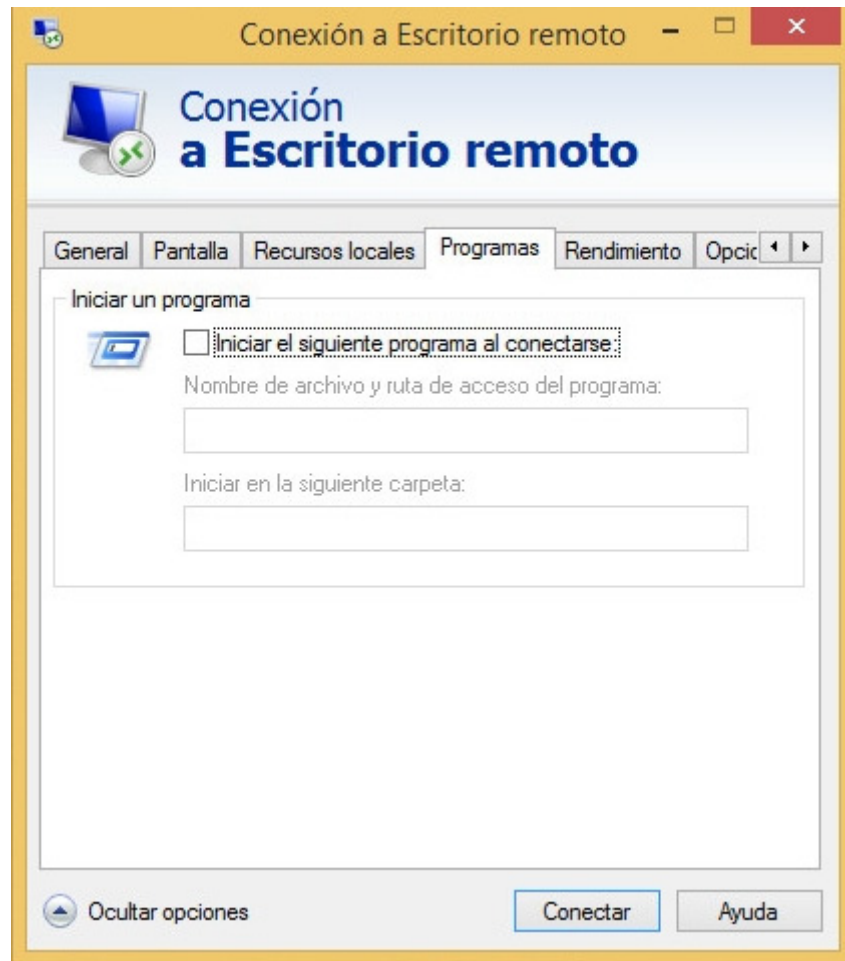 Conexión a Escritorio remoto
Conexión
a Escritorio remoto
General Pantalla Recursos locales Programas Rendimiento Opcic
Iniciar un programa
Iniciar el siguiente programa al conectarse:
Nombre de archivo y ruta de acceso del programa:
Iniciar en la siguiente carpeta:
Ocultar opciones Conectar Ayuda